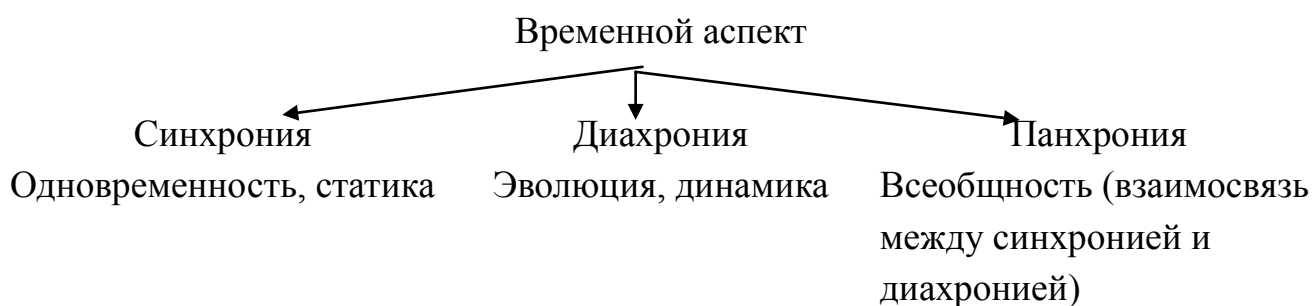 Временной аспект
Синхрония Диахрония Панхрония
Одновременность, статика Эволюция, динамика Всеобщность (взаимосвязь
между синхронией и
диахронией)